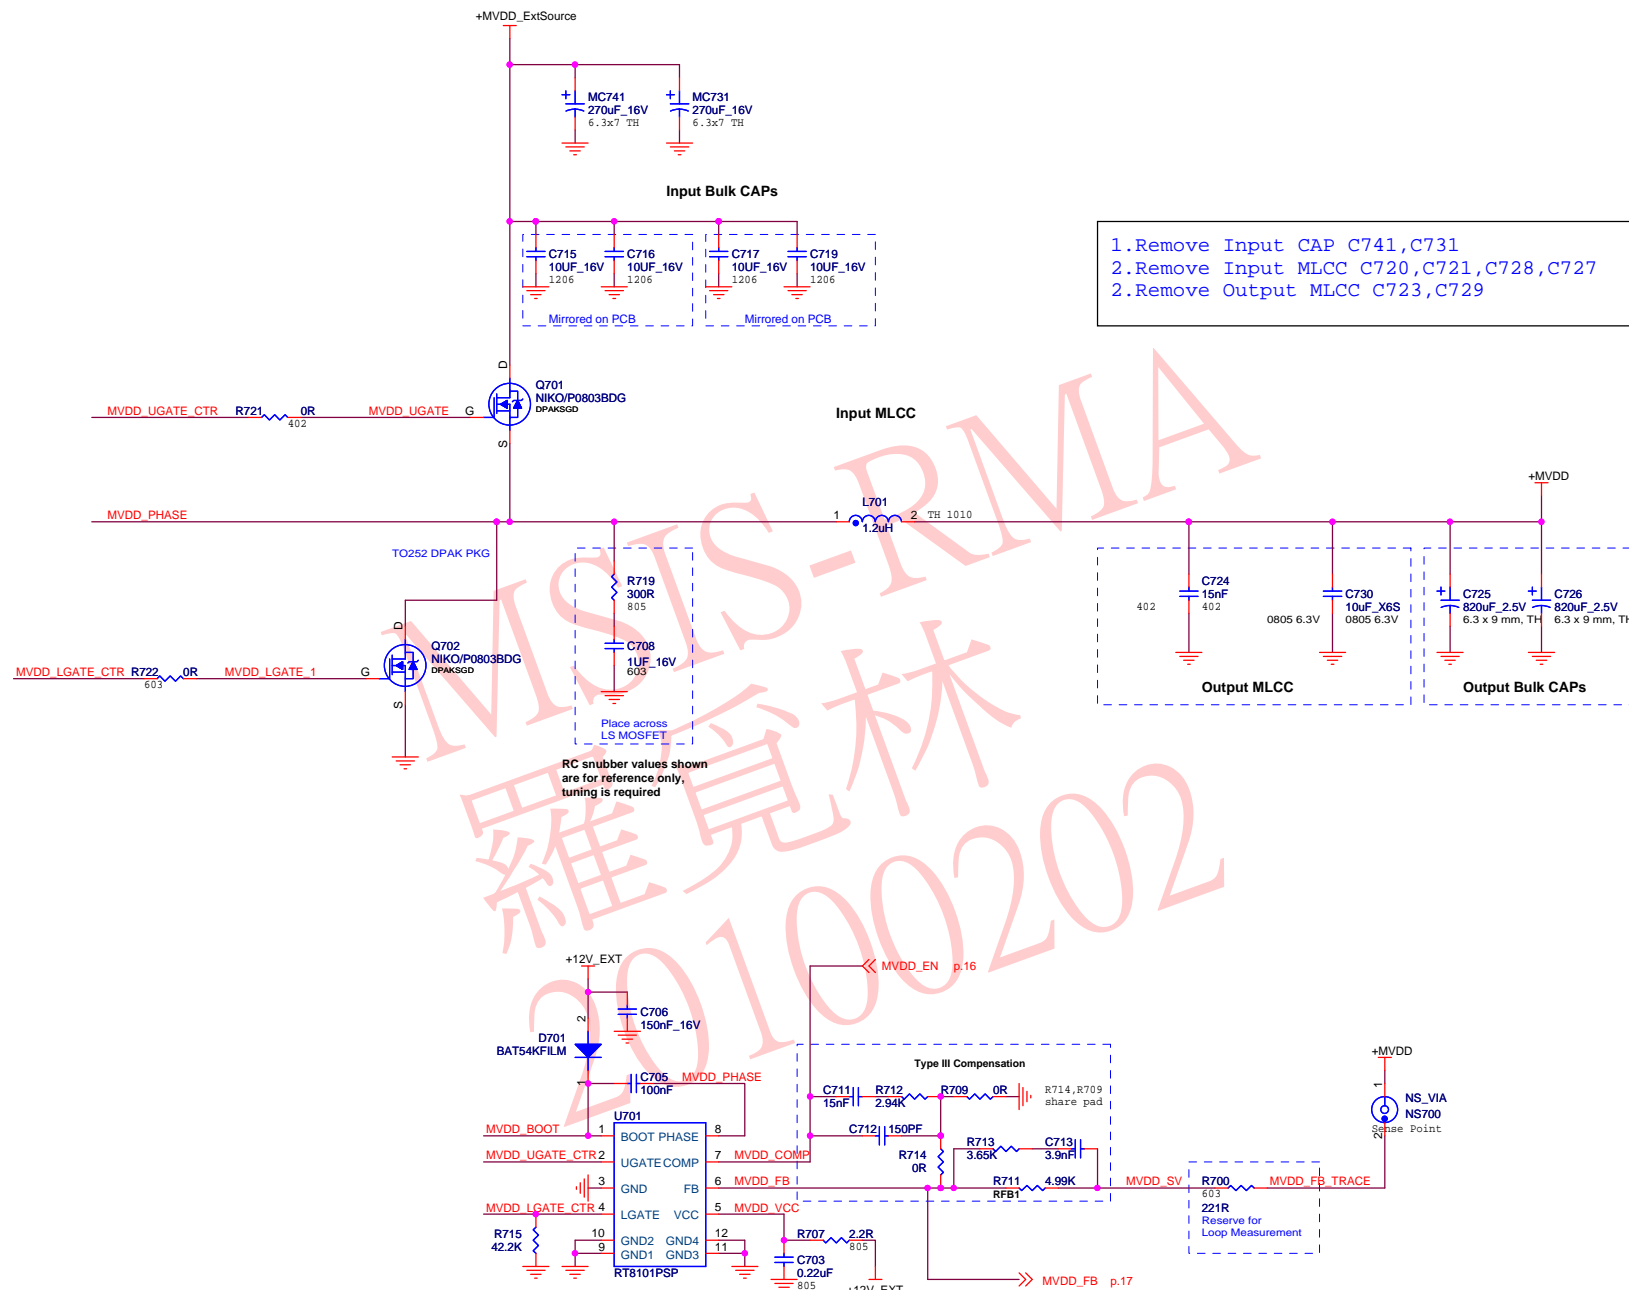 +MVDD_ExtSource
MC741
270uF_16V
6.3x7 TH
MC731
270uF_16V
6.3x7 TH
Input Bulk CAPs
C715
10UF_16V
1206
C716
10UF_16V
1206
Mirrored on PCB
C717
10UF_16V
1206
C719
10UF_16V
1206
Mirrored on PCB
1.Remove Input CAP C741,C731
2.Remove Input MLCC C720,C721,C728,C727
2.Remove Output MLCC C723,C729
D
Q701
NIKO/P0803BDG
DPAKSGD
MVDD_UGATE_CTR
R721
0R
402
MVDD_UGATE
G
S
Input MLCC
MVDD_PHASE
L701
1
2
TH 1010
1.2uH
+MVDD
TO252 DPAK PKG
R719
300R
805
C708
1UF_16V
603
Place across
LS MOSFET
RC snubber values shown
are for reference only,
tuning is required
D
Q702
NIKO/P0803BDG
DPAKSGD
MVDD_LGATE_CTR
R722
0R
603
MVDD_LGATE_1
G
S
402
C724
15nF
402
0805 6.3V
C730
10uF_X6S
0805 6.3V
Output MLCC
C725
820uF_2.5V
6.3 x 9 mm, TH
C726
820uF_2.5V
6.3 x 9 mm, TH
Output Bulk CAPs
MSIS-RMA
羅覓林
20100202
+12V_EXT
C706
150nF_16V
2
D701
BAT54KFILM
1
C705
100nF
MVDD_PHASE
MVDD_EN p.16
Type III Compensation
C711
15nF
R712
2.94K
R709
0R
R714,R709
share pad
C712
150PF
R714
0R
R713
3.65K
C713
3.9nF
R711
4.99K
RFB1
U701
MVDD_BOOT
1
BOOT
PHASE
8
MVDD_UGATE_CTR
2
UGATE
COMP
7
MVDD_COMP
3
GND
FB
6
MVDD_FB
MVDD_LGATE_CTR
4
LGATE
VCC
5
MVDD_VCC
10
GND2
GND4
12
9
GND1
GND3
11
RT8101PSP
R715
42.2K
R707
2.2R
805
C703
0.22uF
805
+12V_EXT
MVDD_FB p.17
MVDD_SV
R700
603
221R
Reserve for
Loop Measurement
MVDD_FB_TRACE
+MVDD
1
NS_VIA
NS700
Sense Point
2